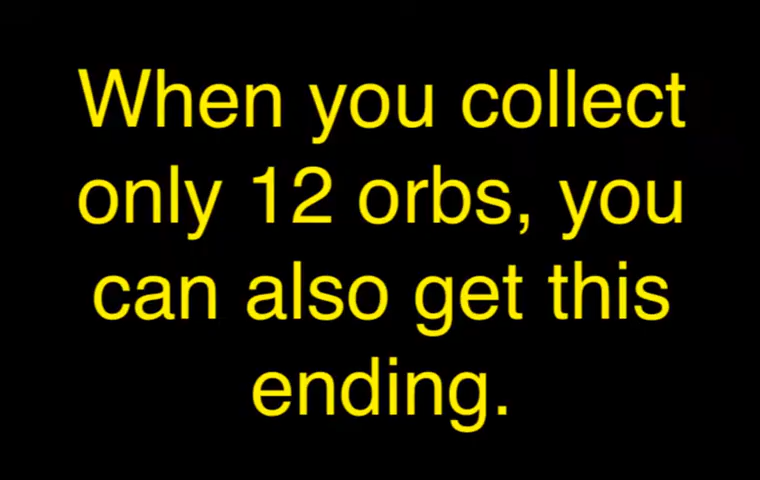 When you collect
only 12 orbs, you
can also get this
ending.